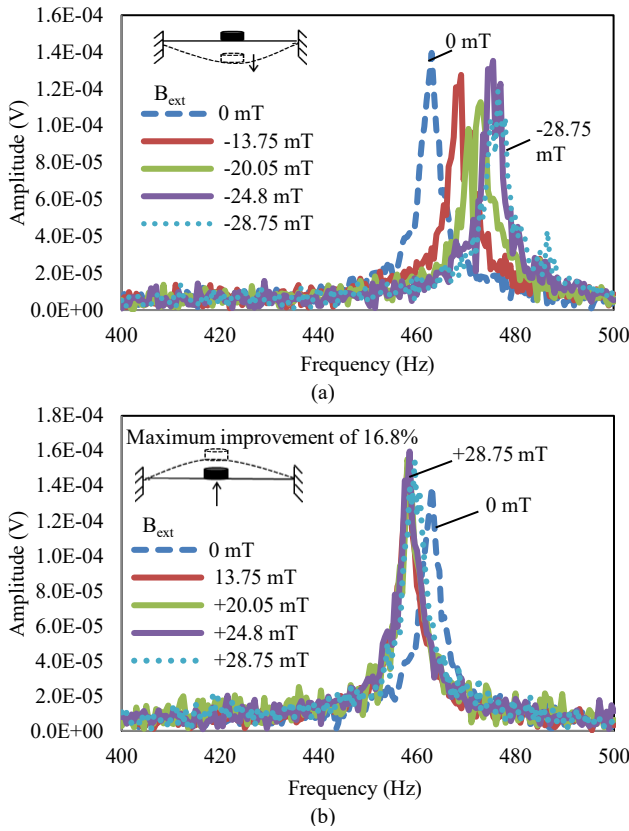 (a)
1.6E-04
1.4E-04
1.2E-04
1.0E-04
8.0E-05
6.0E-05
4.0E-05
2.0E-05
0.0E+00
Amplitude (V)
0 mT
B_ext
0 mT
-13.75 mT
-20.05 mT
-24.8 mT
-28.75 mT
-28.75
mT
400
420
440
460
480
500
Frequency (Hz)
(a)
1.8E-04
1.6E-04
1.4E-04
1.2E-04
1.0E-04
8.0E-05
6.0E-05
4.0E-05
2.0E-05
0.0E+00
Amplitude (V)
Maximum improvement of 16.8%
+28.75 mT
0 mT
B_ext
0 mT
13.75 mT
+20.05 mT
+24.8 mT
+28.75 mT
400
420
440
460
480
500
Frequency (Hz)
(b)